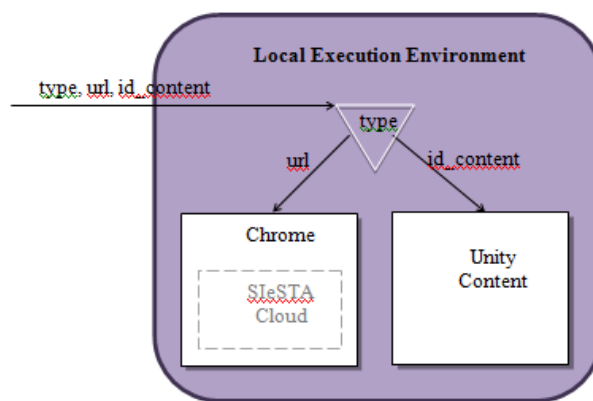 Local Execution Environment
type, url, id_content
type
url
id_content
Chrome
SIeSTA
Cloud
Unity
Content